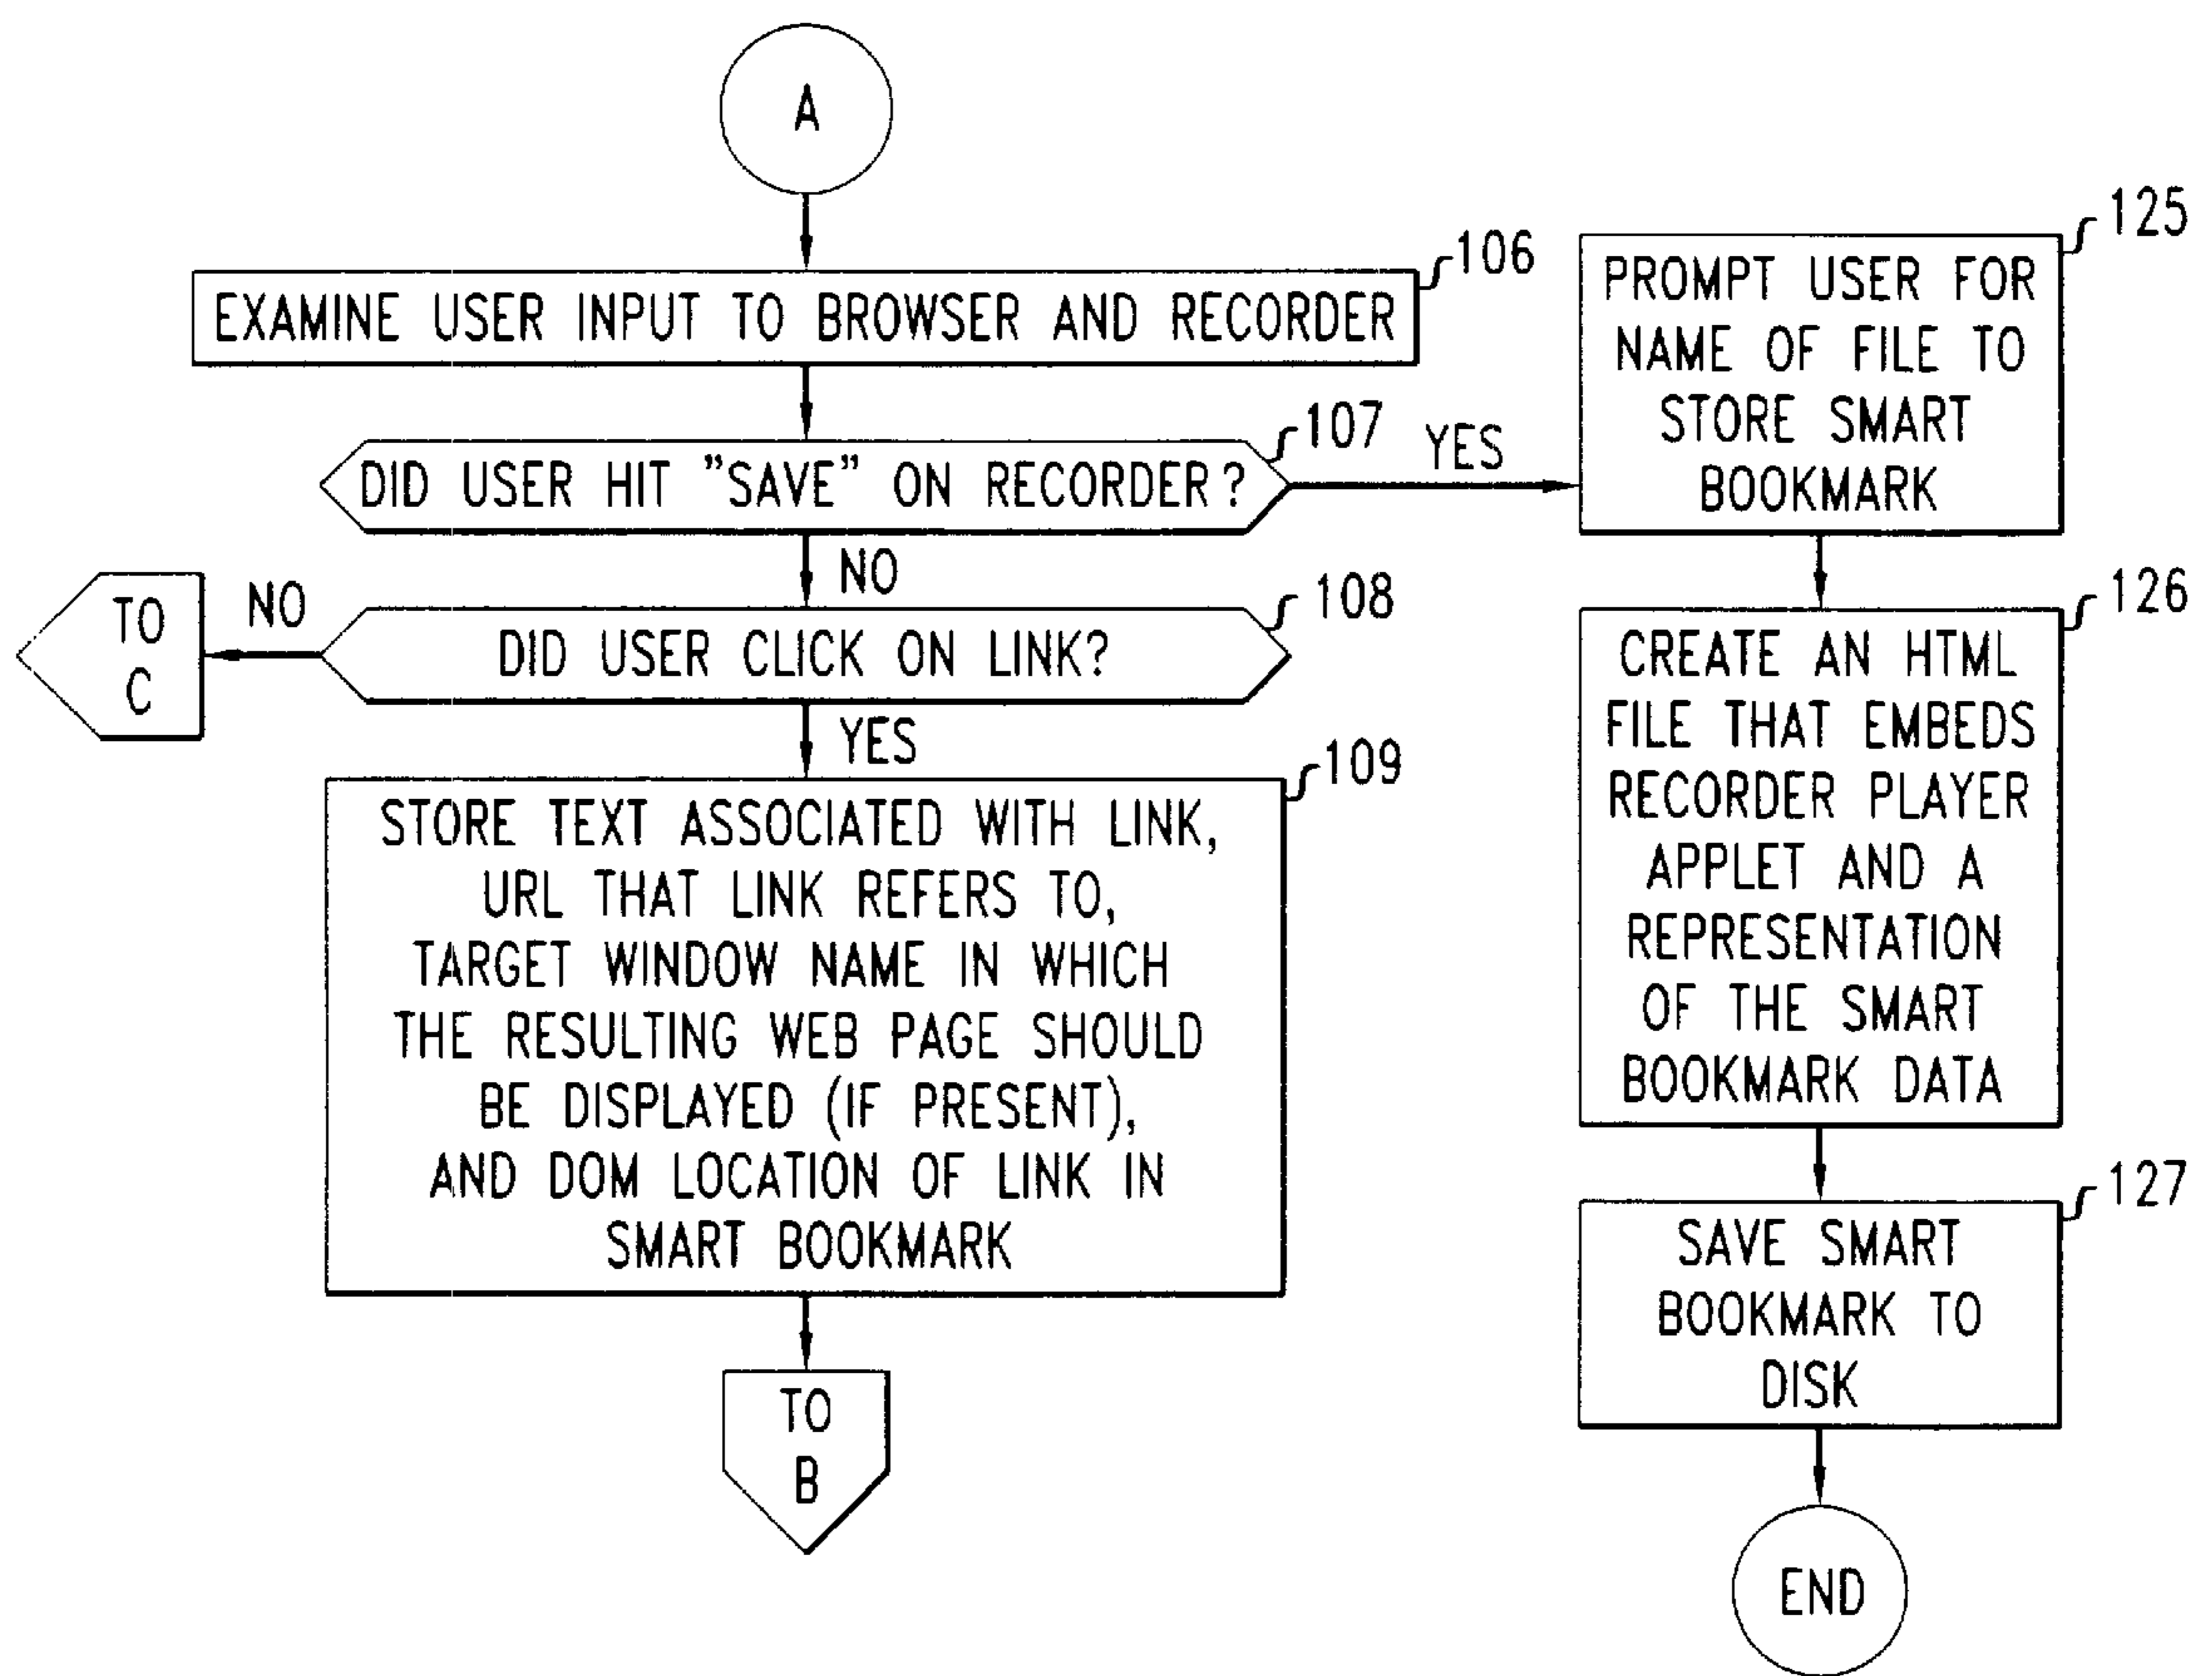 A
106
EXAMINE USER INPUT TO BROWSER AND RECORDER
107
DID USER HIT "SAVE" ON RECORDER?
YES
NO
108
DID USER CLICK ON LINK?
NO
TO
C
YES
109
STORE TEXT ASSOCIATED WITH LINK,
URL THAT LINK REFERS TO,
TARGET WINDOW NAME IN WHICH
THE RESULTING WEB PAGE SHOULD
BE DISPLAYED (IF PRESENT),
AND DOM LOCATION OF LINK IN
SMART BOOKMARK
TO
B
125
PROMPT USER FOR
NAME OF FILE TO
STORE SMART
BOOKMARK
126
CREATE AN HTML
FILE THAT EMBEDS
RECORDER PLAYER
APPLET AND A
REPRESENTATION
OF THE SMART
BOOKMARK DATA
127
SAVE SMART
BOOKMARK TO
DISK
END